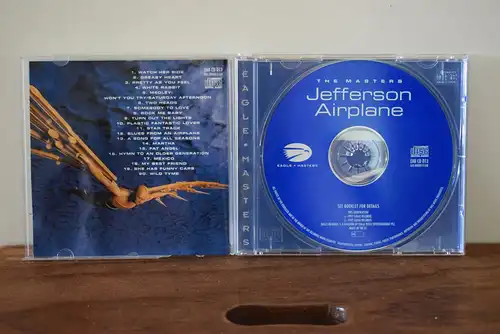 1. WATCH HER RIDE
2. GREASY HEART
3. PRETTY AS YOU FEEL
4. WHITE RABBIT
5. MEDLEY:
WON'T YOU TRY/SATURDAY AFTERNOON
6. TWO HEADS
7. SOMEBODY TO LOVE
8. ROCK ME BABY
9. TURN OUT THE LIGHTS
10. PLASTIC FANTASTIC LOVER
11. STAR TRACK
12. BLUES FROM AN AIRPLANE
13. A SONG FOR ALL SEASONS
14. MARTHA
15. FAT ANGEL
16. HYMN TO AN OLDER GENERATION
17. MEXICO
18. MY BEST FRIEND
19. SHE HAS FUNNY CARS
20. WILD TYME
EAGLE • MASTERS
THE MASTERS
Jefferson
Airplane
EAGLE • MASTERS
SEE BOOKLET FOR DETAILS